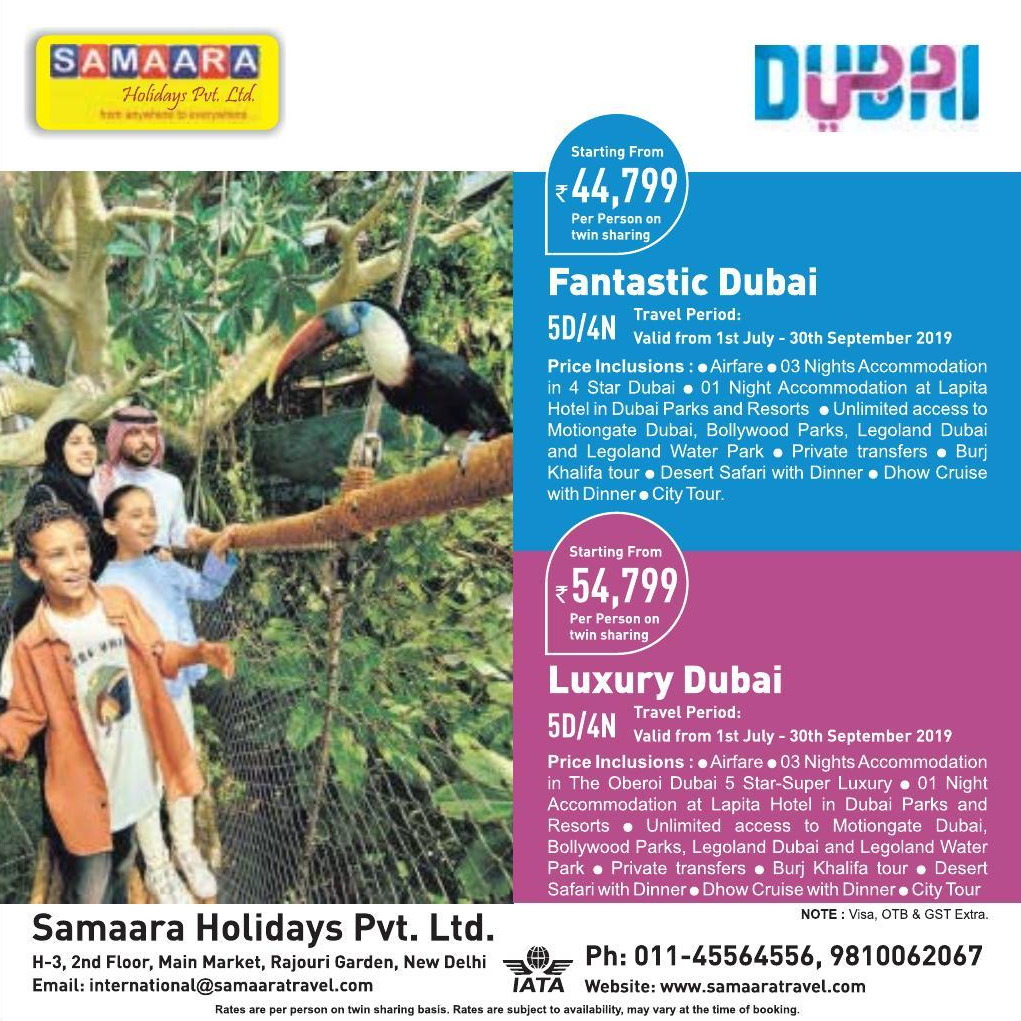 SAMAARA
Holidays Pvt. Ltd.
from anywhere to everywhere
DUBAI
Starting From
₹44,799
Per Person on
twin sharing
Fantastic Dubai
5D/4N
Travel Period:
Valid from 1st July - 30th September 2019
Price Inclusions : ● Airfare ● 03 Nights Accommodation
in 4 Star Dubai ● 01 Night Accommodation at Lapita
Hotel in Dubai Parks and Resorts ● Unlimited access to
Motiongate Dubai, Bollywood Parks, Legoland Dubai
and Legoland Water Park ● Private transfers ● Burj
Khalifa tour ● Desert Safari with Dinner ● Dhow Cruise
with Dinner ● City Tour.
Starting From
₹54,799
Per Person on
twin sharing
Luxury Dubai
5D/4N
Travel Period:
Valid from 1st July - 30th September 2019
Price Inclusions : ● Airfare ● 03 Nights Accommodation
in The Oberoi Dubai 5 Star-Super Luxury ● 01 Night
Accommodation at Lapita Hotel in Dubai Parks and
Resorts ● Unlimited access to Motiongate Dubai,
Bollywood Parks, Legoland Dubai and Legoland Water
Park ● Private transfers ● Burj Khalifa tour ● Desert
Safari with Dinner ● Dhow Cruise with Dinner ● City Tour
NOTE : Visa, OTB & GST Extra.
Samaara Holidays Pvt. Ltd.
H-3, 2nd Floor, Main Market, Rajouri Garden, New Delhi
Email: international@samaaratravel.com
IATA
Ph: 011-45564556, 9810062067
Website: www.samaaratravel.com
Rates are per person on twin sharing basis. Rates are subject to availability, may vary at the time of booking.